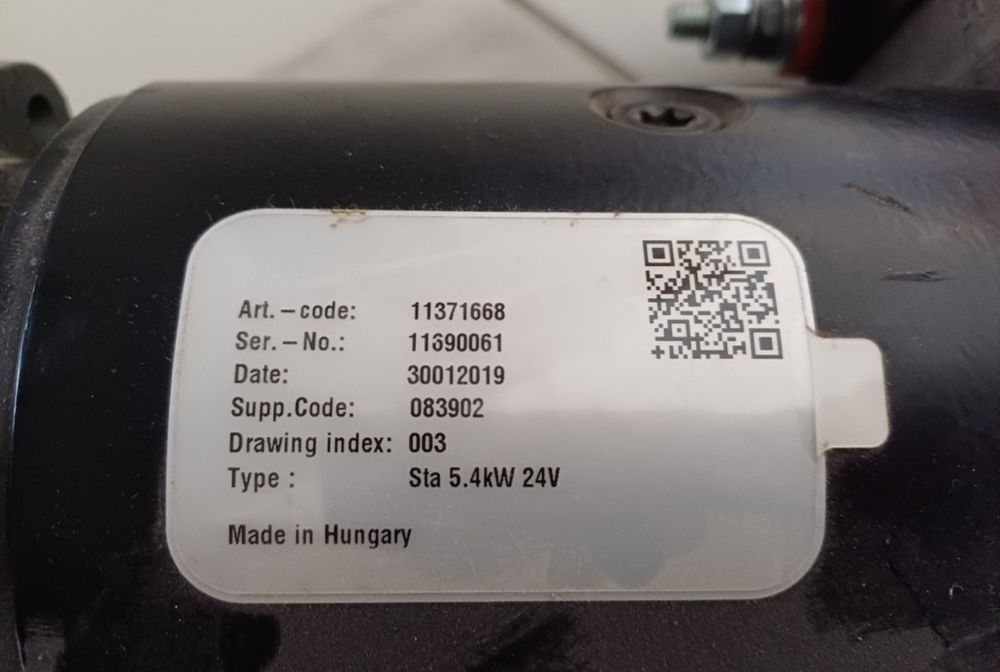 Art.–code: 11371668
Ser.–No.: 11390061
Date: 30012019
Supp.Code: 083902
Drawing index: 003
Type : Sta 5.4kW 24V
Made in Hungary